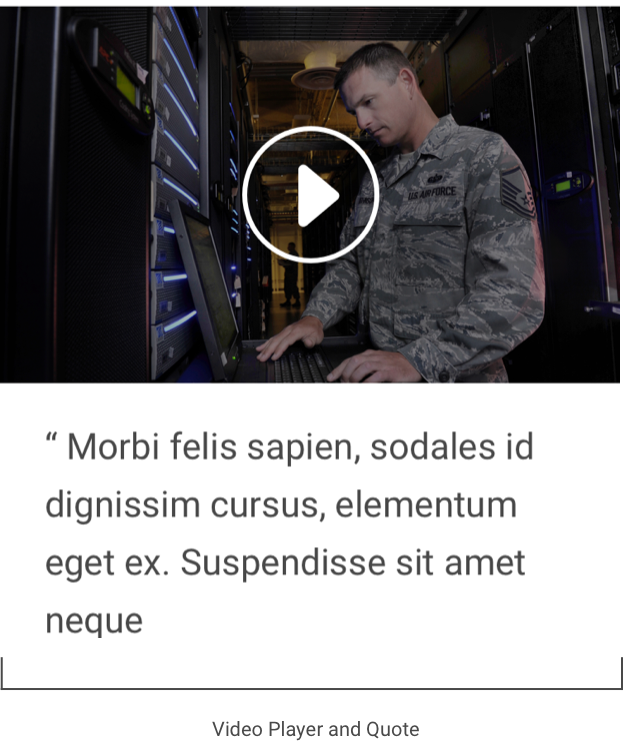 U.S. AIR FORCE
“ Morbi felis sapien, sodales id
dignissim cursus, elementum
eget ex. Suspendisse sit amet
neque
Video Player and Quote